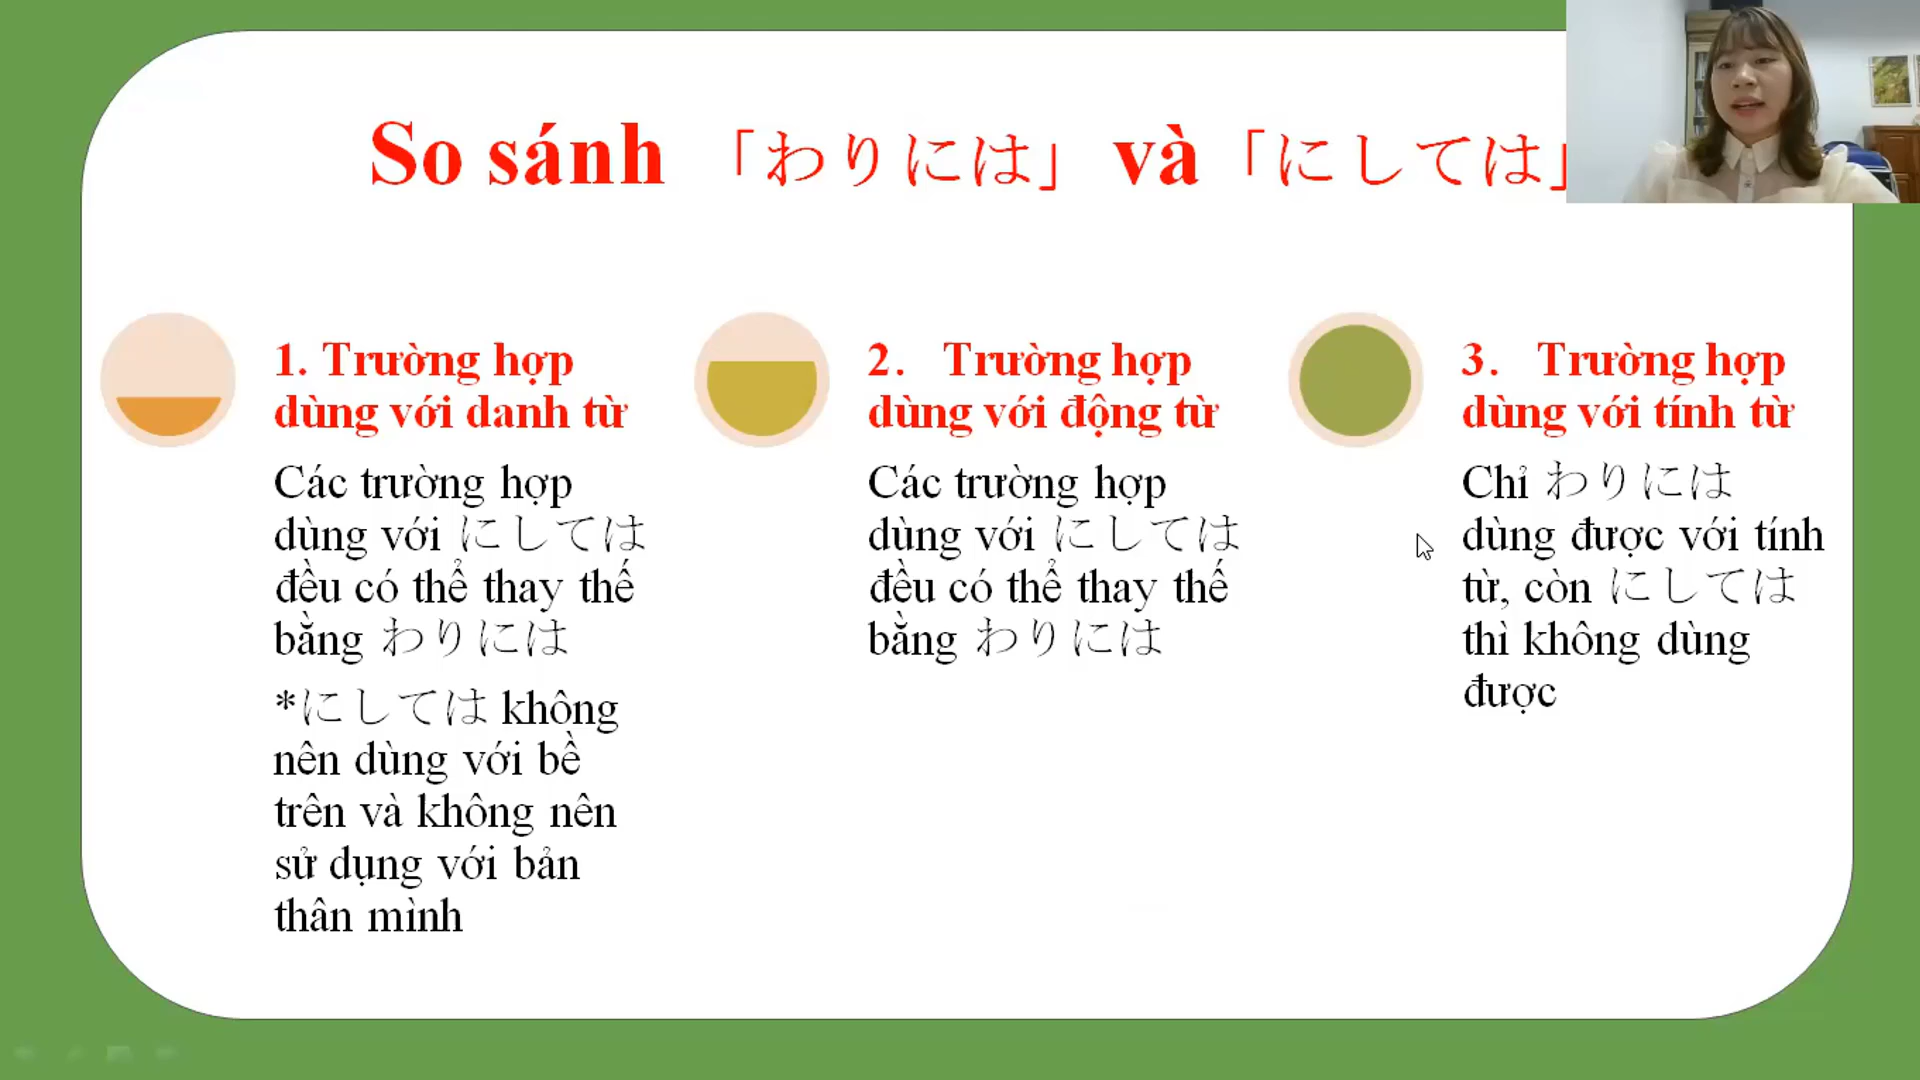 So sánh 「わりには」 và「にしては」
1. Trường hợp
dùng với danh từ
Các trường hợp
dùng với にしては
đều có thể thay thế
bằng わりには
*にしては không
nên dùng với bề
trên và không nên
sử dụng với bản
thân mình
2. Trường hợp
dùng với động từ
Các trường hợp
dùng với にしては
đều có thể thay thế
bằng わりには
3. Trường hợp
dùng với tính từ
Chỉ わりには
dùng được với tính
từ, còn にしては
thì không dùng
được